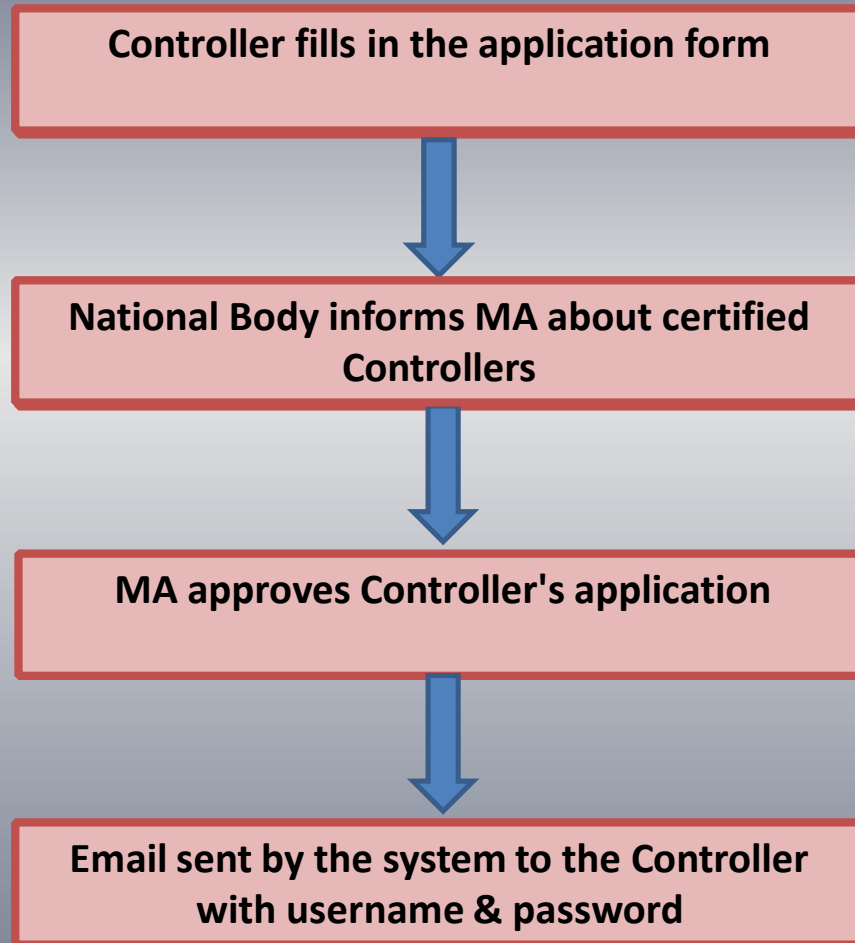 Controller fills in the application form
National Body informs MA about certified
Controllers
MA approves Controller's application
Email sent by the system to the Controller
with username & password